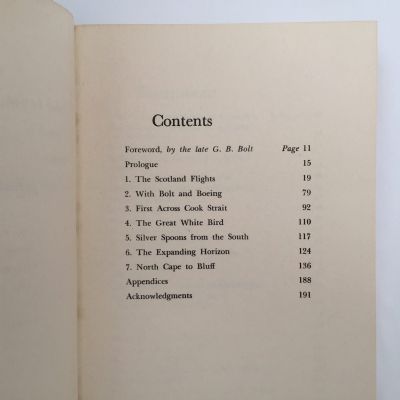 Contents
Foreword, by the late G. B. Bolt Page 11
Prologue 15
1. The Scotland Flights 19
2. With Bolt and Boeing 79
3. First Across Cook Strait 92
4. The Great White Bird 110
5. Silver Spoons from the South 117
6. The Expanding Horizon 124
7. North Cape to Bluff 136
Appendices 188
Acknowledgments 191